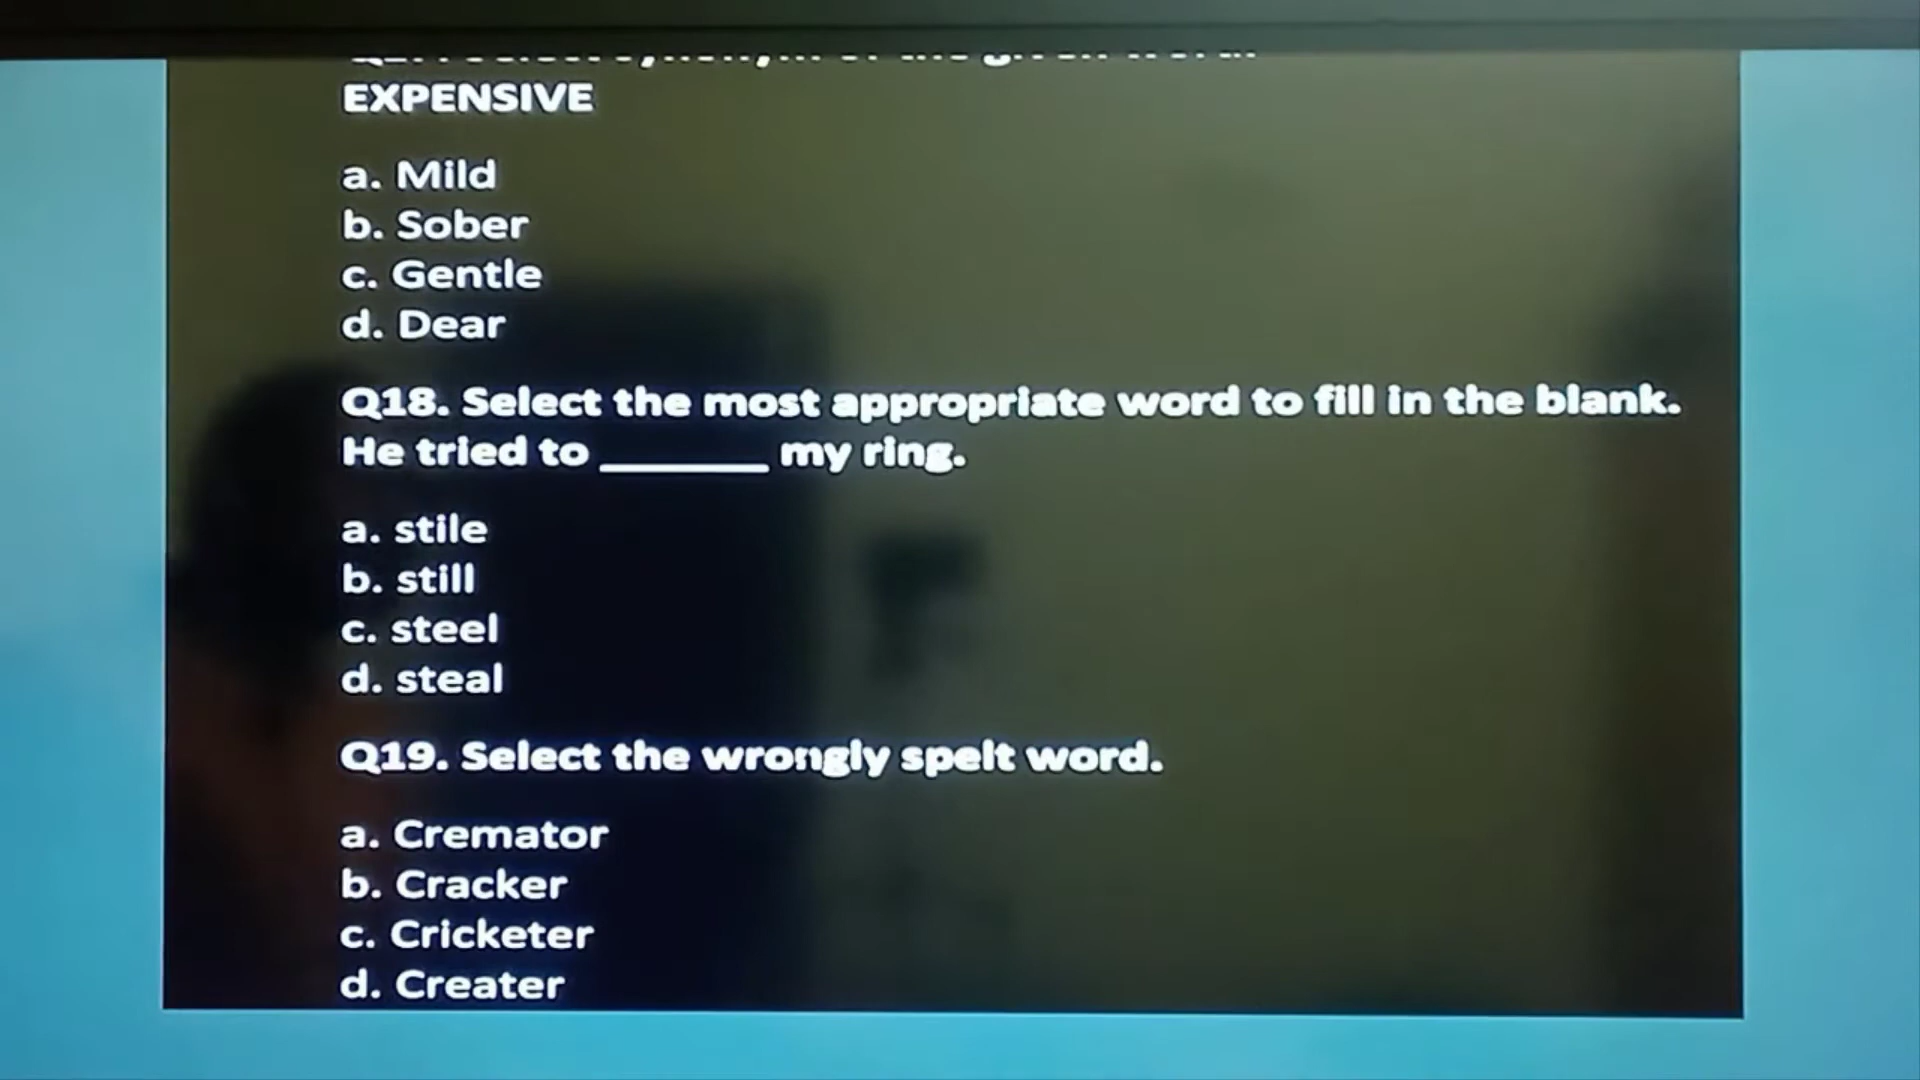 EXPENSIVE
a. Mild
b. Sober
c. Gentle
d. Dear
Q18. Select the most appropriate word to fill in the blank.
He tried to ________ my ring.
a. stile
b. still
c. steel
d. steal
Q19. Select the wrongly spelt word.
a. Cremator
b. Cracker
c. Cricketer
d. Creater